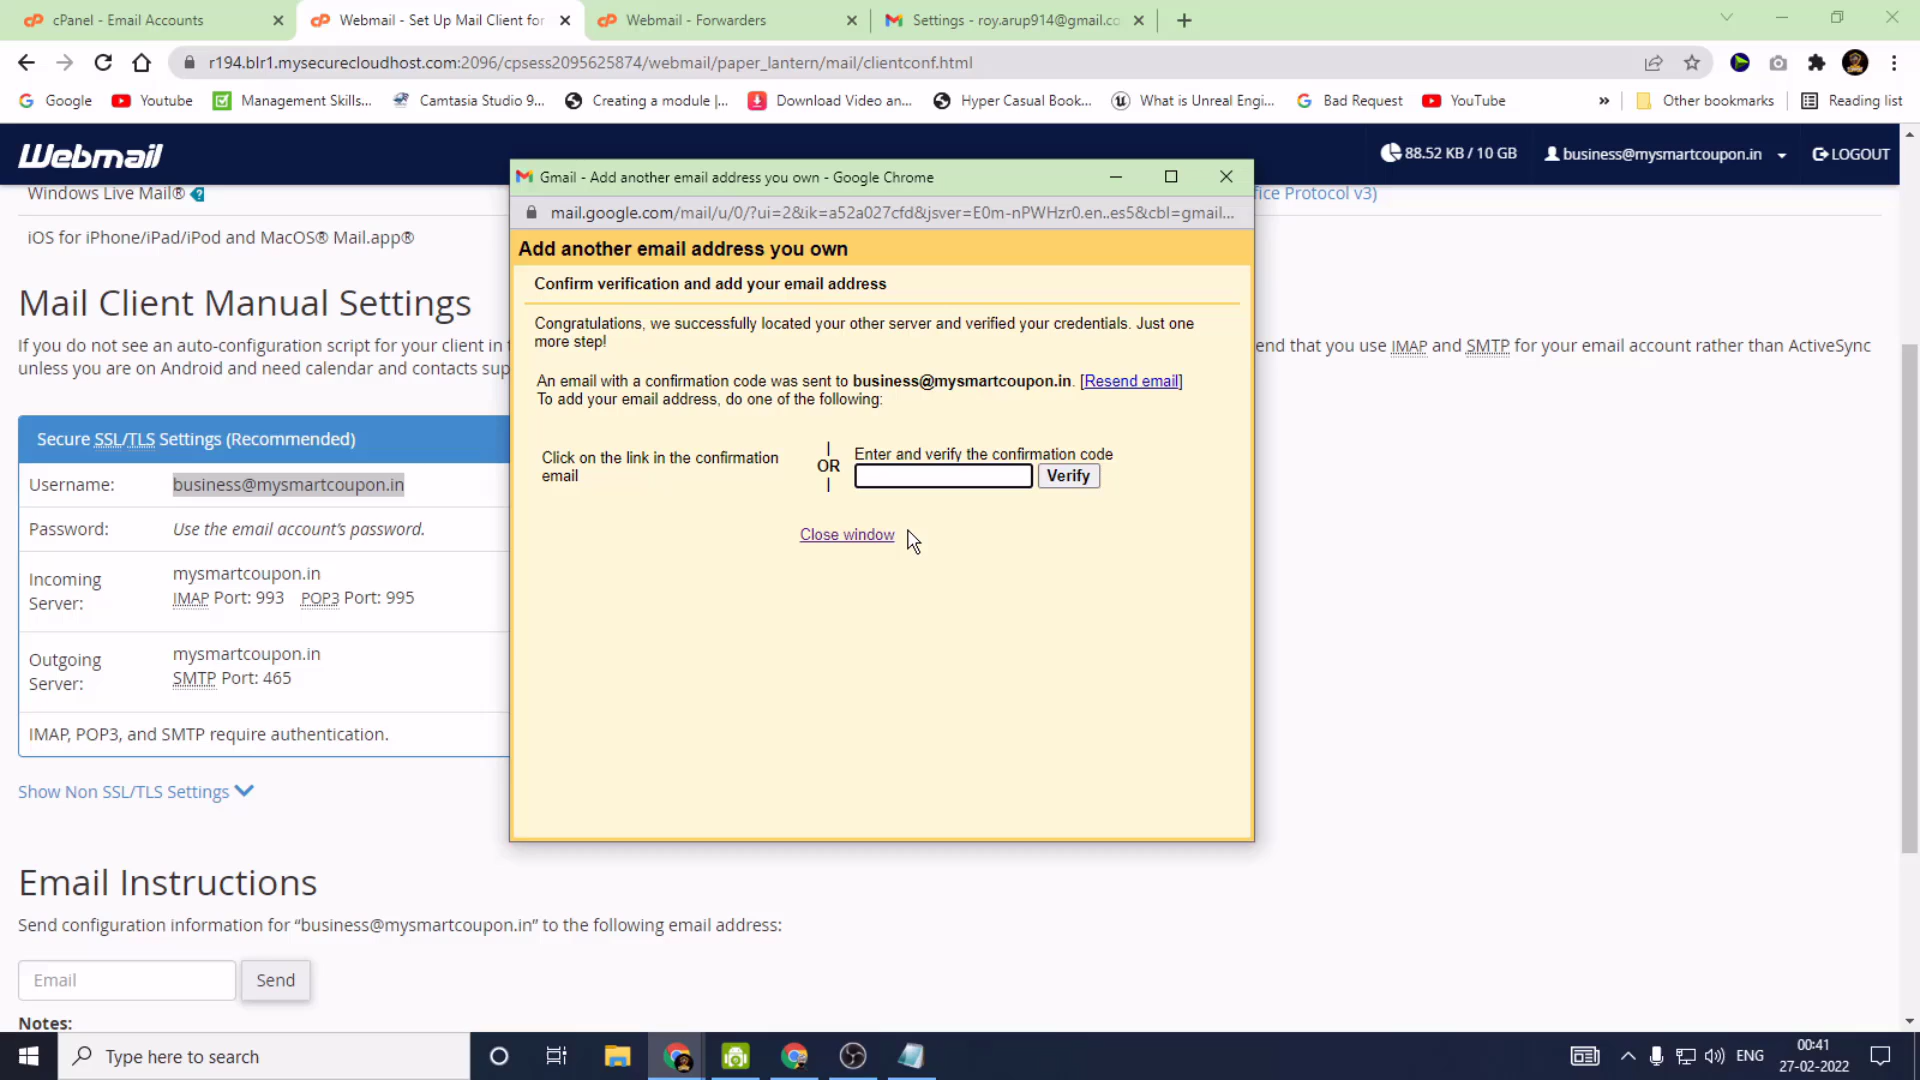 cPanel - Email Accounts
Webmail - Set Up Mail Client for
Webmail - Forwarders
Settings - roy.arup914@gmail.co
r194.blr1.mysecurecloudhost.com:2096/cpsess2095625874/webmail/paper_lantern/mail/clientconf.html
Google
Youtube
Management Skills...
Camtasia Studio 9...
Creating a module |...
Download Video an...
Hyper Casual Book...
What is Unreal Engi...
Bad Request
YouTube
Other bookmarks
Reading list
Webmail
88.52 KB / 10 GB
business@mysmartcoupon.in
LOGOUT
Windows Live Mail®
fice Protocol v3)
iOS for iPhone/iPad/iPod and MacOS® Mail.app®
Mail Client Manual Settings
If you do not see an auto-configuration script for your client in t
end that you use IMAP and SMTP for your email account rather than ActiveSync
unless you are on Android and need calendar and contacts sup
Secure SSL/TLS Settings (Recommended)
Username: business@mysmartcoupon.in
Password: Use the email account's password.
Incoming Server: mysmartcoupon.in
IMAP Port: 993 POP3 Port: 995
Outgoing Server: mysmartcoupon.in
SMTP Port: 465
IMAP, POP3, and SMTP require authentication.
Show Non SSL/TLS Settings
Email Instructions
Send configuration information for “business@mysmartcoupon.in” to the following email address:
Email
Send
Notes:
Gmail - Add another email address you own - Google Chrome
mail.google.com/mail/u/0/?ui=2&ik=a52a027cfd&jsver=E0m-nPWHzr0.en..es5&cbl=gmail...
Add another email address you own
Confirm verification and add your email address
Congratulations, we successfully located your other server and verified your credentials. Just one
more step!
An email with a confirmation code was sent to business@mysmartcoupon.in. [Resend email]
To add your email address, do one of the following:
Click on the link in the confirmation
email
OR
Enter and verify the confirmation code
Verify
Close window
Type here to search
ENG
00:41
27-02-2022